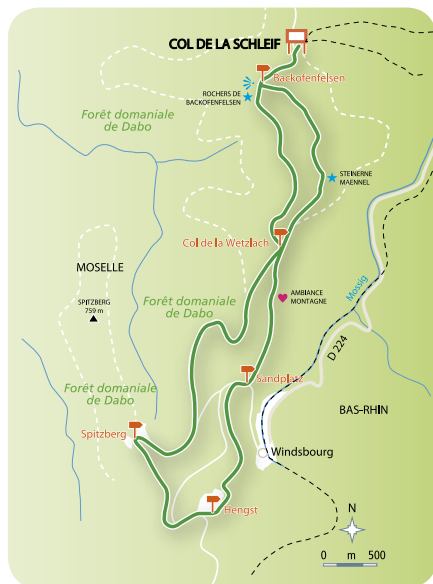 COL DE LA SCHLEIF
Backofenfelsen
ROCHERS DE
BACKOFENFELSEN
Forêt domaniale
de Dabo
STEINERNE
MAENNEL
Col de la Wetzlach
MOSELLE
AMBIANCE
MONTAGNE
Mossig
SPITZBERG
759 m
Forêt domaniale
de Dabo
D 224
Sandplatz
Forêt domaniale
de Dabo
BAS-RHIN
Spitzberg
Windsbourg
Hengst
N
0 m 500